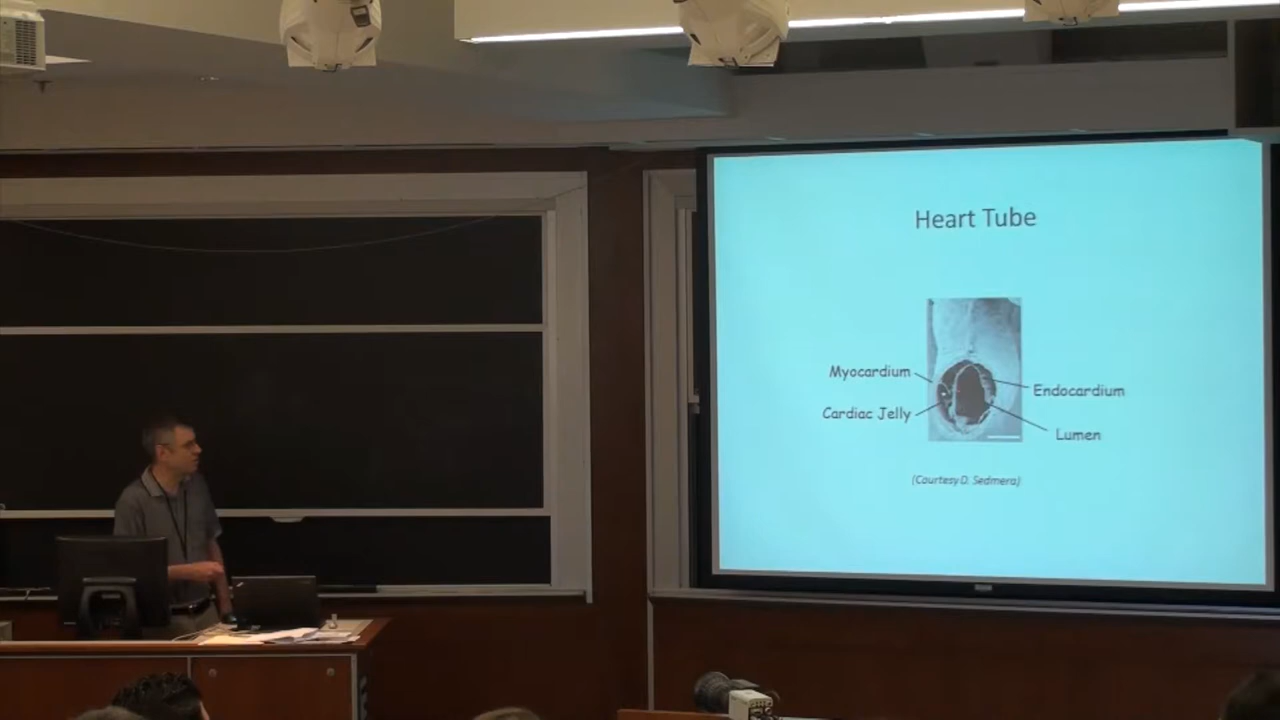 Heart Tube
Myocardium
Endocardium
Cardiac Jelly
Lumen
(Courtesy D. Sedmera)